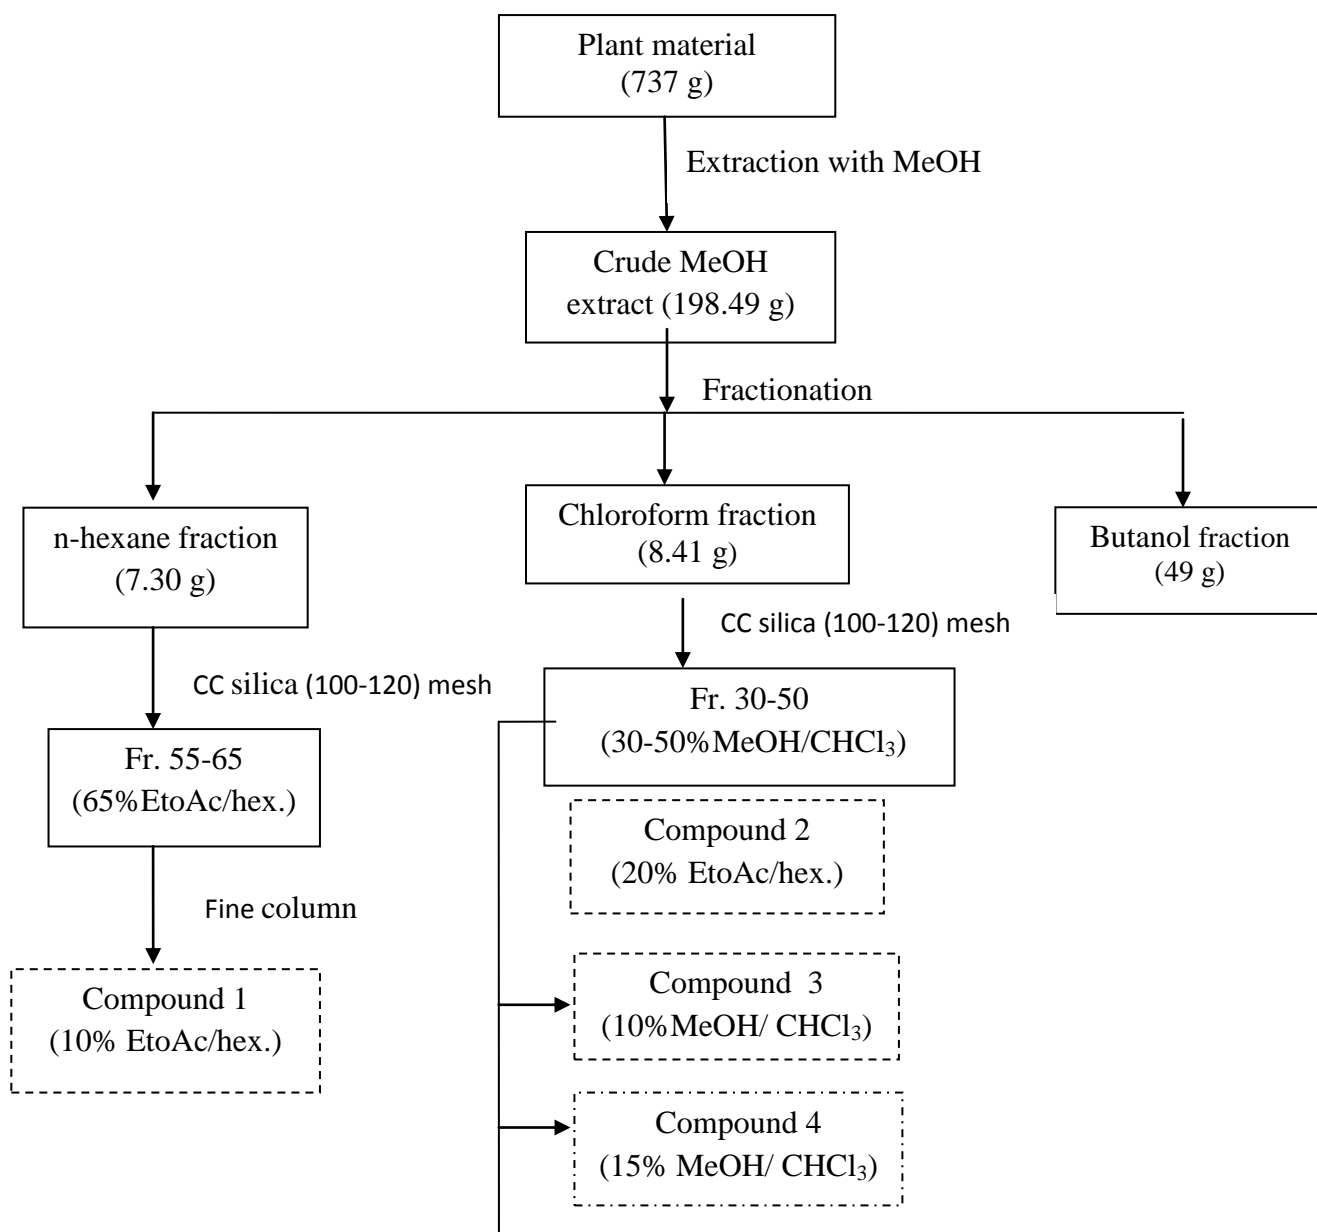 Plant material
(737 g)
Extraction with MeOH
Crude MeOH
extract (198.49 g)
Fractionation
n-hexane fraction
(7.30 g)
Chloroform fraction
(8.41 g)
Butanol fraction
(49 g)
CC silica (100-120) mesh
CC silica (100-120) mesh
Fr. 55-65
(65%EtoAc/hex.)
Fr. 30-50
(30-50%MeOH/CHCl₃)
Fine column
Compound 1
(10% EtoAc/hex.)
Compound 2
(20% EtoAc/hex.)
Compound 3
(10%MeOH/ CHCl₃)
Compound 4
(15% MeOH/ CHCl₃)